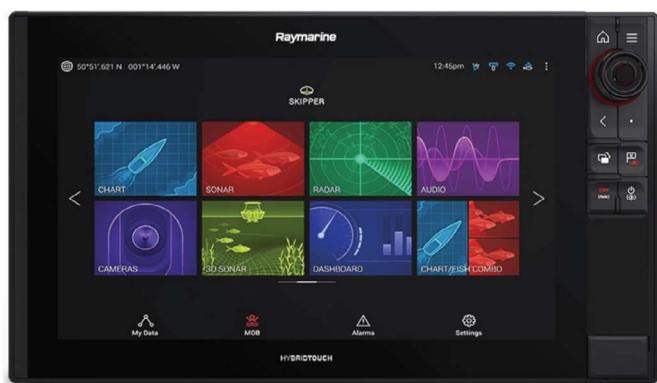 Raymarine
50°51'.621 N 001°14'.446 W
12:45pm
SKIPPER
CHART
SONAR
RADAR
AUDIO
CAMERAS
3D SONAR
DASHBOARD
CHART/FISH COMBO
My Data
MOB
Alarms
Settings
HYBRIDTOUCH